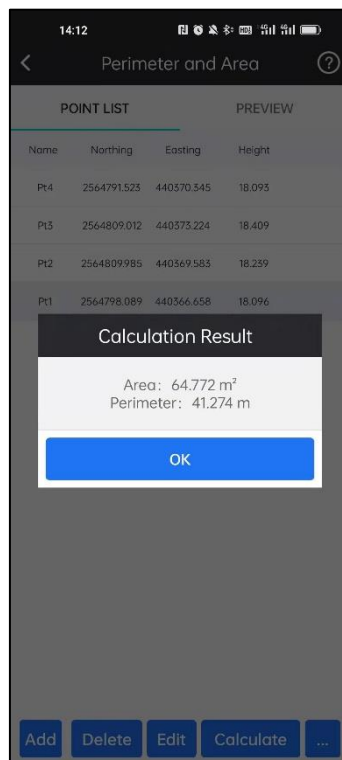 14:12
Perimeter and Area
POINT LIST PREVIEW
Name Northing Easting Height
Pt4 2564791.523 440370.345 18.093
Pt3 2564809.012 440373.224 18.409
Pt2 2564809.985 440369.583 18.239
Pt1 2564798.089 440366.658 18.096
Calculation Result
Area: 64.772 m²
Perimeter: 41.274 m
OK
Add Delete Edit Calculate ...